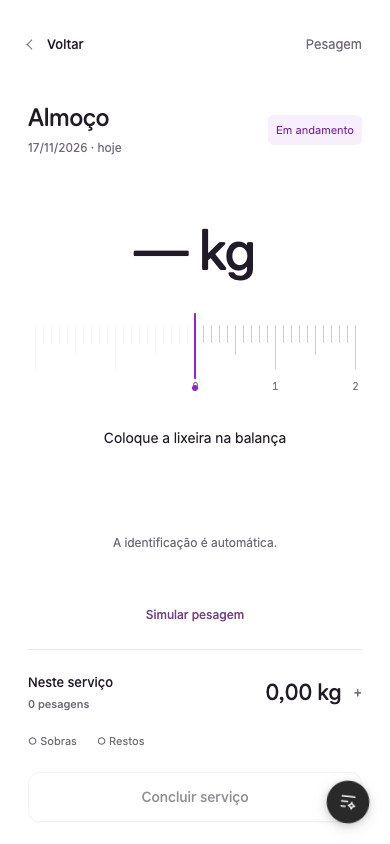 Voltar
Pesagem
Almoço
17/11/2026 · hoje
Em andamento
— kg
0 1 2
Coloque a lixeira na balança
A identificação é automática.
Simular pesagem
Neste serviço
0,00 kg +
0 pesagens
Sobras Restos
Concluir serviço